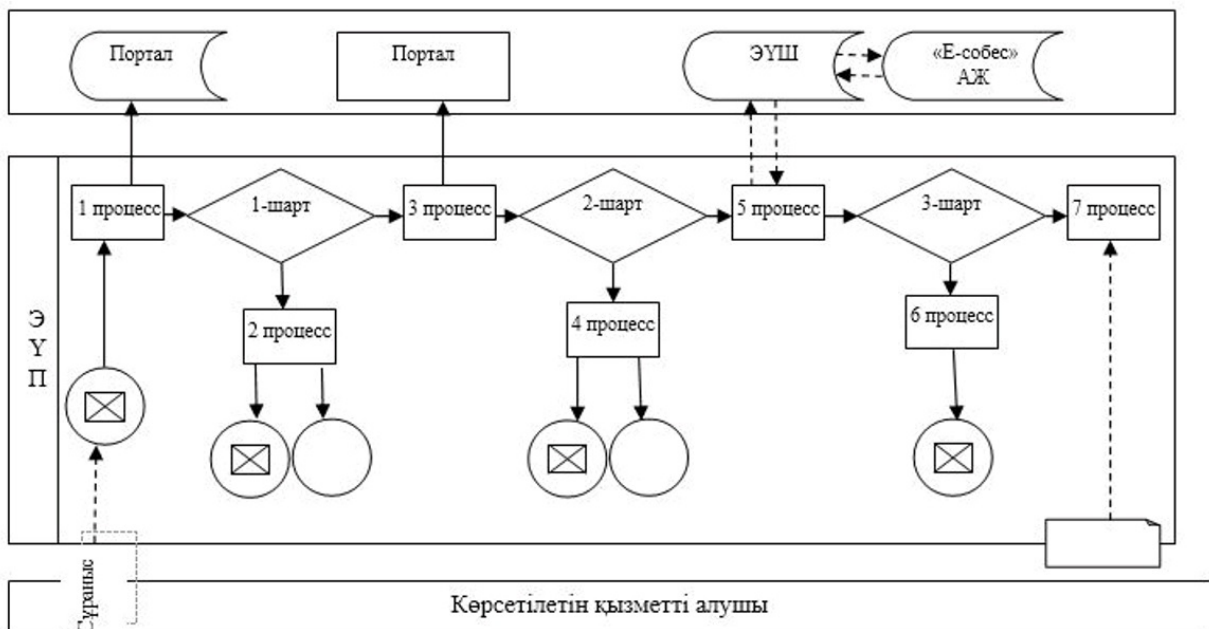 Портал
Портал
ЭҮШ
«Е-собес»
АЖ
1 процесс
1-шарт
3 процесс
2-шарт
5 процесс
3-шарт
7 процесс
2 процесс
4 процесс
6 процесс
Э
Ү
П
Сұраныс
Көрсетілетін қызметті алушы